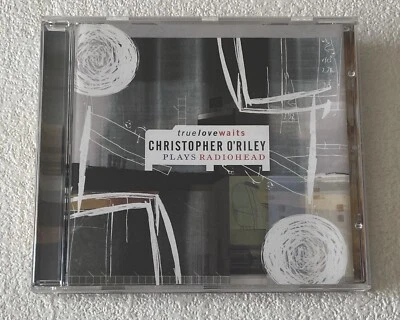 truelovewaits
CHRISTOPHER O'RILEY
PLAYS RADIOHEAD